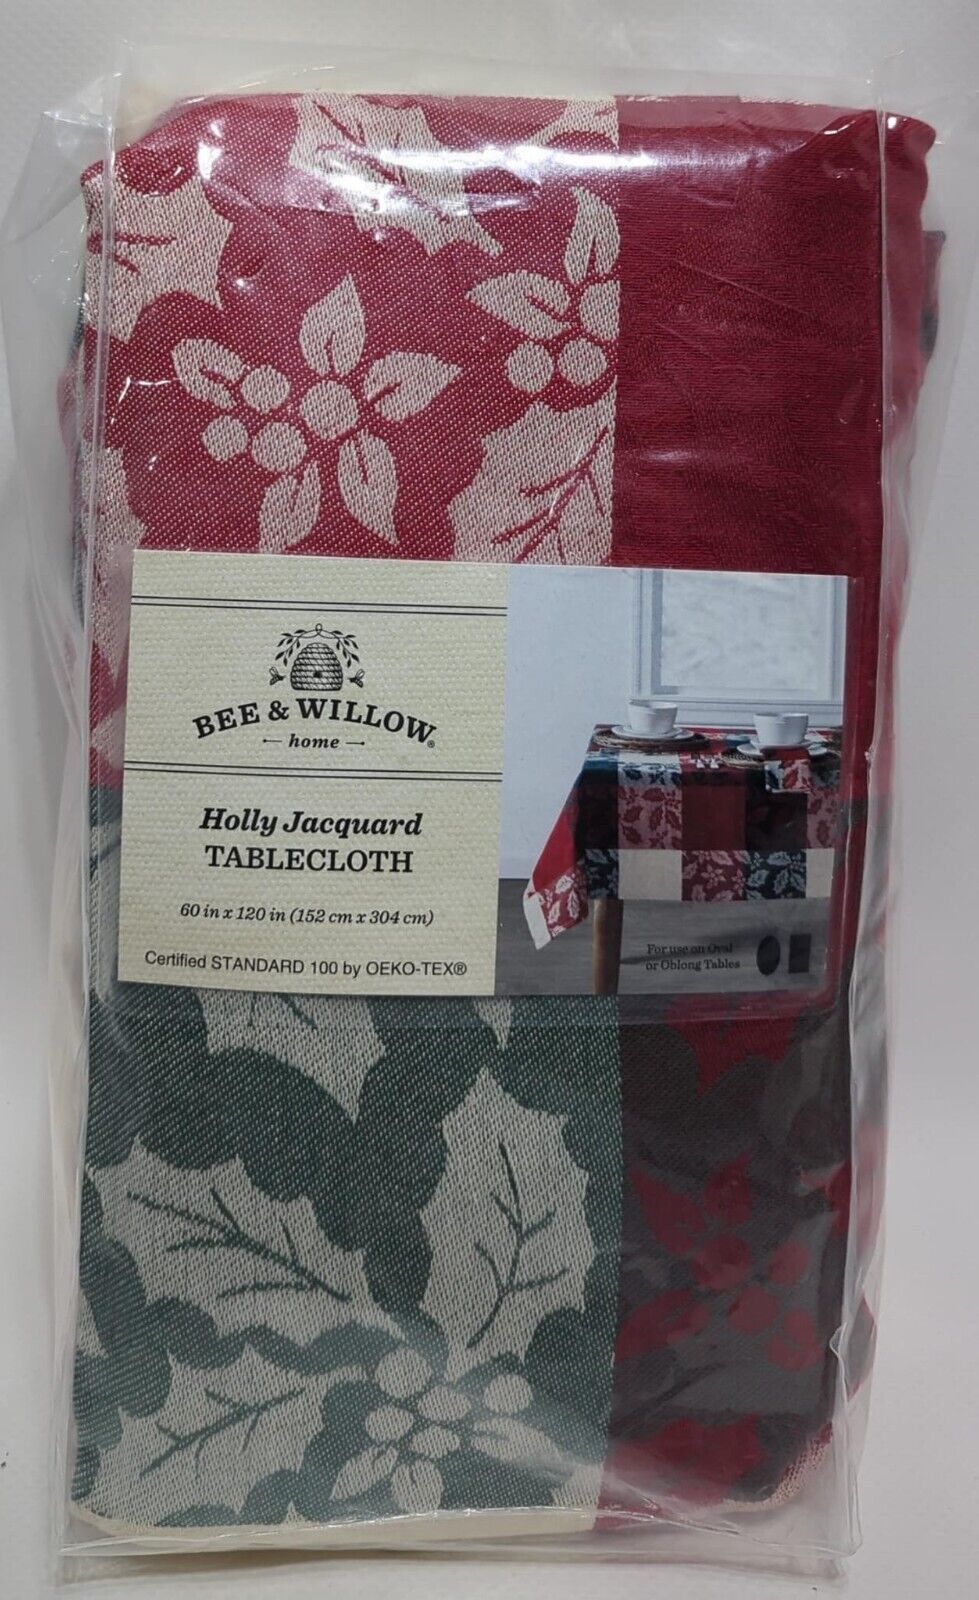 BEE & WILLOW®
home
Holly Jacquard
TABLECLOTH
60 in x 120 in (152 cm x 304 cm)
Certified STANDARD 100 by OEKO-TEX®
For use on Oval
or Oblong Tables